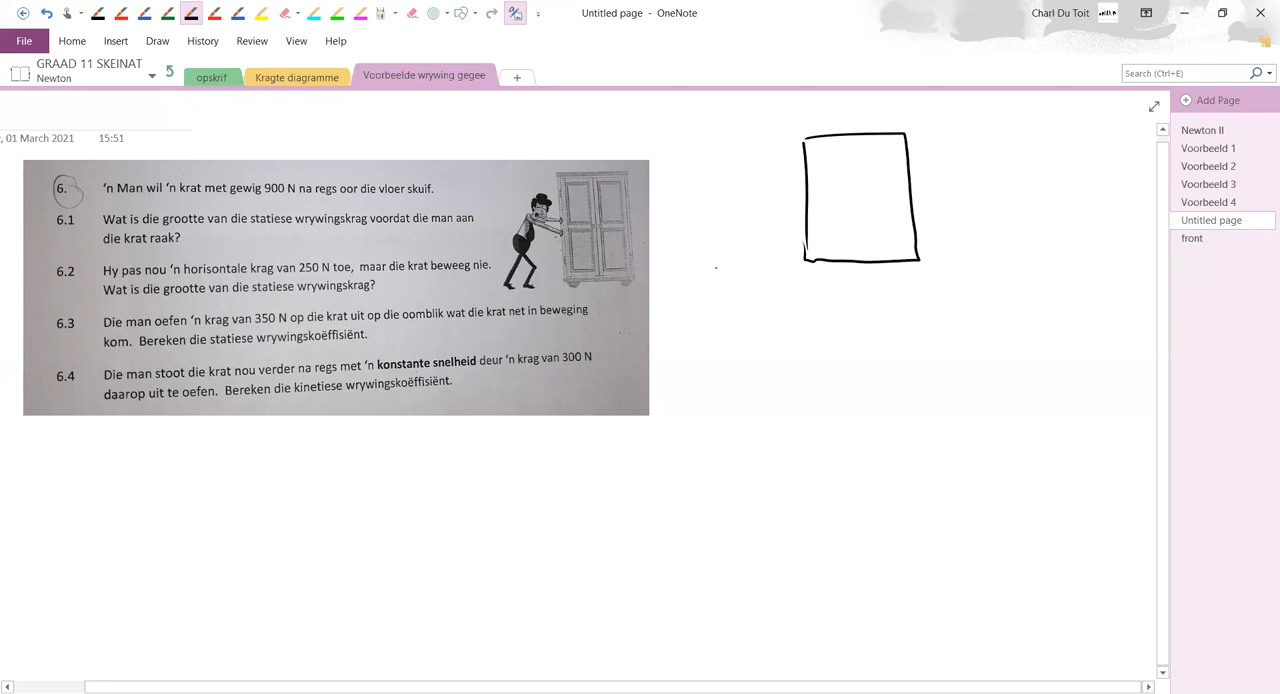 Untitled page - OneNote
Charl Du Toit
File Home Insert Draw History Review View Help
GRAAD 11 SKEINAT
Newton
opskrif
Kragte diagramme
Voorbeelde wrywing gegee
+
Search (Ctrl+E)
Add Page
, 01 March 2021 15:51
Newton II
Voorbeeld 1
Voorbeeld 2
Voorbeeld 3
Voorbeeld 4
Untitled page
front
6. 'n Man wil 'n krat met gewig 900 N na regs oor die vloer skuif.
6.1 Wat is die grootte van die statiese wrywingskrag voordat die man aan
die krat raak?
6.2 Hy pas nou 'n horisontale krag van 250 N toe, maar die krat beweeg nie.
Wat is die grootte van die statiese wrywingskrag?
6.3 Die man oefen 'n krag van 350 N op die krat uit op die oomblik wat die krat net in beweging
kom. Bereken die statiese wrywingskoëffisiënt.
6.4 Die man stoot die krat nou verder na regs met 'n konstante snelheid deur 'n krag van 300 N
daarop uit te oefen. Bereken die kinetiese wrywingskoëffisiënt.